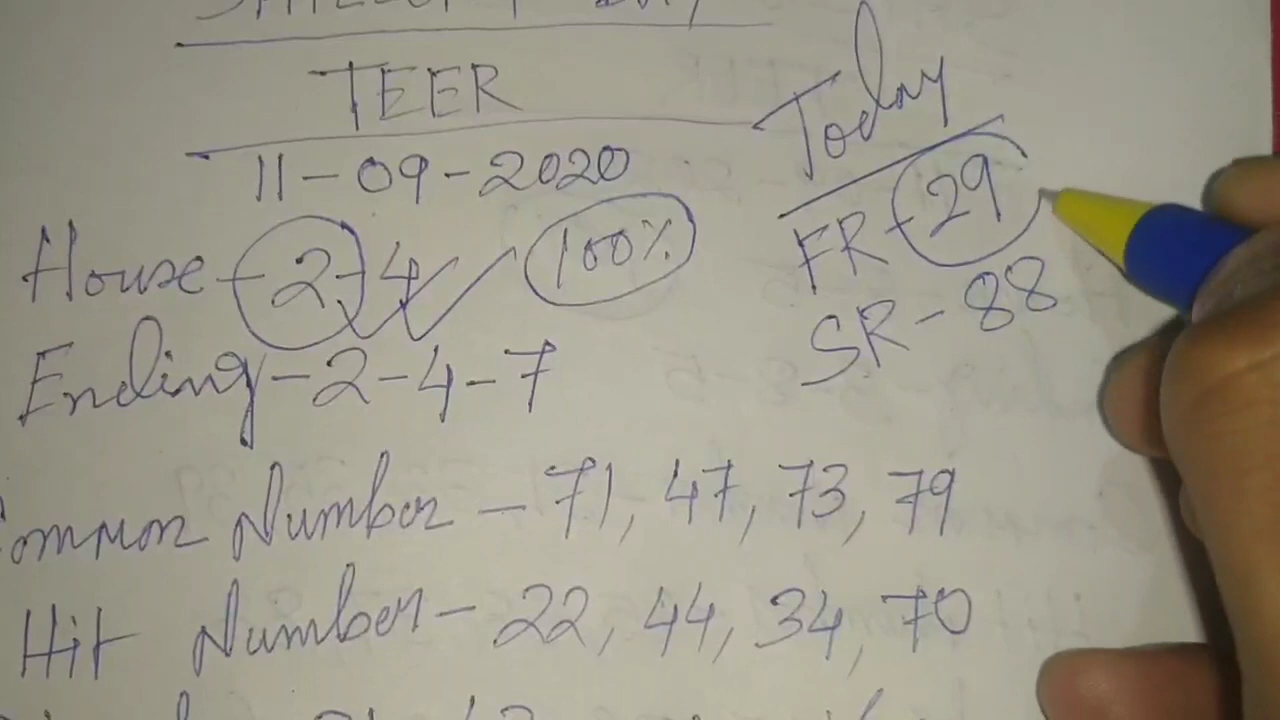 TEER
11-09-2020
Today
FR-29
SR-88
House-2-4 100%
Ending-2-4-7
Common Number - 71, 47, 73, 79
Hit Number - 22, 44, 34, 70